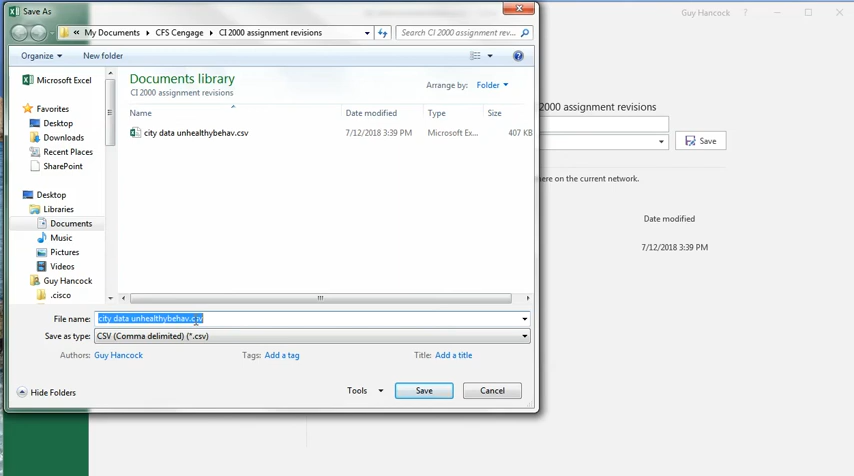 Save As
Guy Hancock ?
« My Documents ▸ CFS Cengage ▸ CI 2000 assignment revisions
Search CI 2000 assignment rev...
Organize New folder
Microsoft Excel
Documents library
CI 2000 assignment revisions
Arrange by: Folder
Favorites
Desktop
Downloads
Recent Places
SharePoint
Name Date modified Type Size
city data unhealthybehav.csv 7/12/2018 3:39 PM Microsoft Ex... 407 KB
2000 assignment revisions
Save
here on the current network.
Desktop
Libraries
Documents
Music
Pictures
Videos
Guy Hancock
.cisco
Date modified
7/12/2018 3:39 PM
File name: city data unhealthybehav.csv
Save as type: CSV (Comma delimited) (*.csv)
Authors: Guy Hancock Tags: Add a tag Title: Add a title
Hide Folders Tools Save Cancel